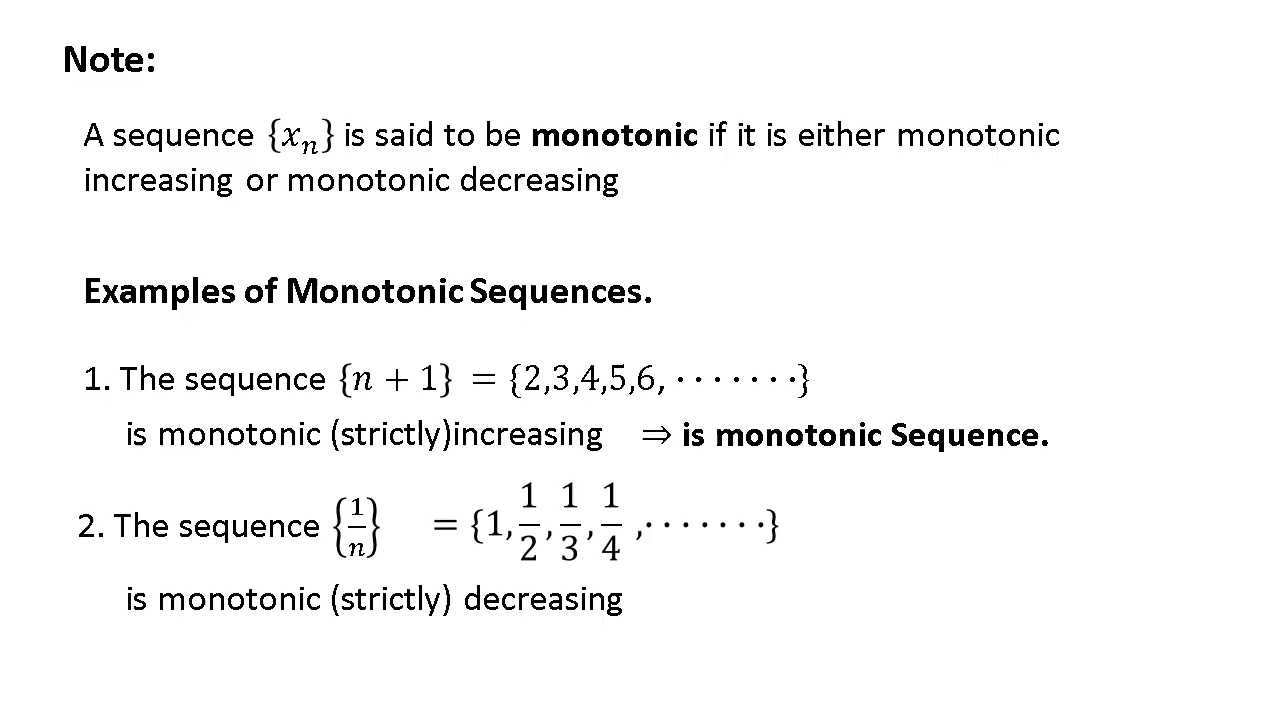 Note:
A sequence {xₙ} is said to be monotonic if it is either monotonic
increasing or monotonic decreasing
Examples of Monotonic Sequences.
1. The sequence {n + 1} = {2,3,4,5,6, ·······}
is monotonic (strictly)increasing ⇒ is monotonic Sequence.
2. The sequence {1/n} = {1, 1/2, 1/3, 1/4 ,·······}
is monotonic (strictly) decreasing